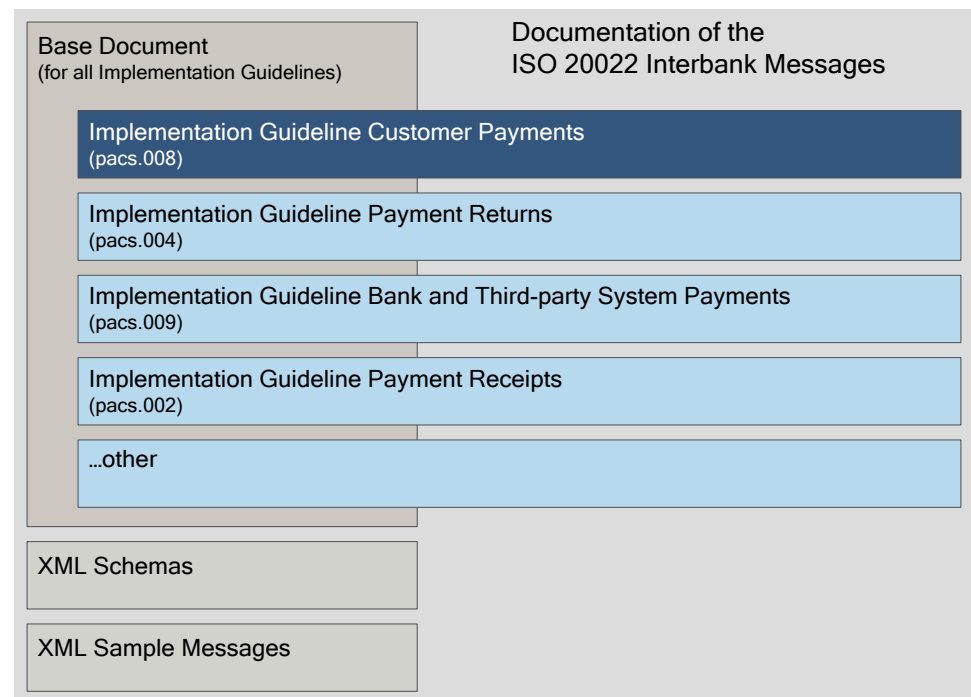 Base Document
(for all Implementation Guidelines)
Documentation of the
ISO 20022 Interbank Messages
Implementation Guideline Customer Payments
(pacs.008)
Implementation Guideline Payment Returns
(pacs.004)
Implementation Guideline Bank and Third-party System Payments
(pacs.009)
Implementation Guideline Payment Receipts
(pacs.002)
…other
XML Schemas
XML Sample Messages